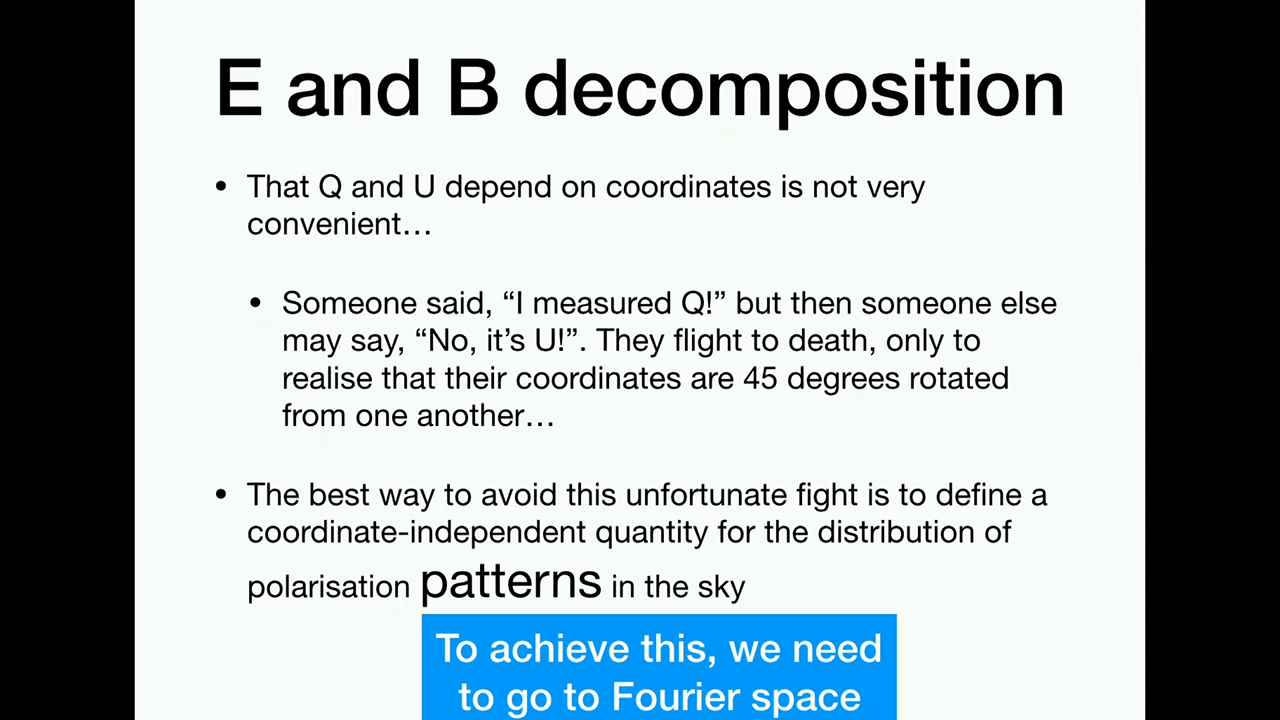 E and B decomposition
• That Q and U depend on coordinates is not very
convenient…
• Someone said, “I measured Q!” but then someone else
may say, “No, it’s U!”. They flight to death, only to
realise that their coordinates are 45 degrees rotated
from one another…
• The best way to avoid this unfortunate fight is to define a
coordinate-independent quantity for the distribution of
polarisation patterns in the sky
To achieve this, we need
to go to Fourier space